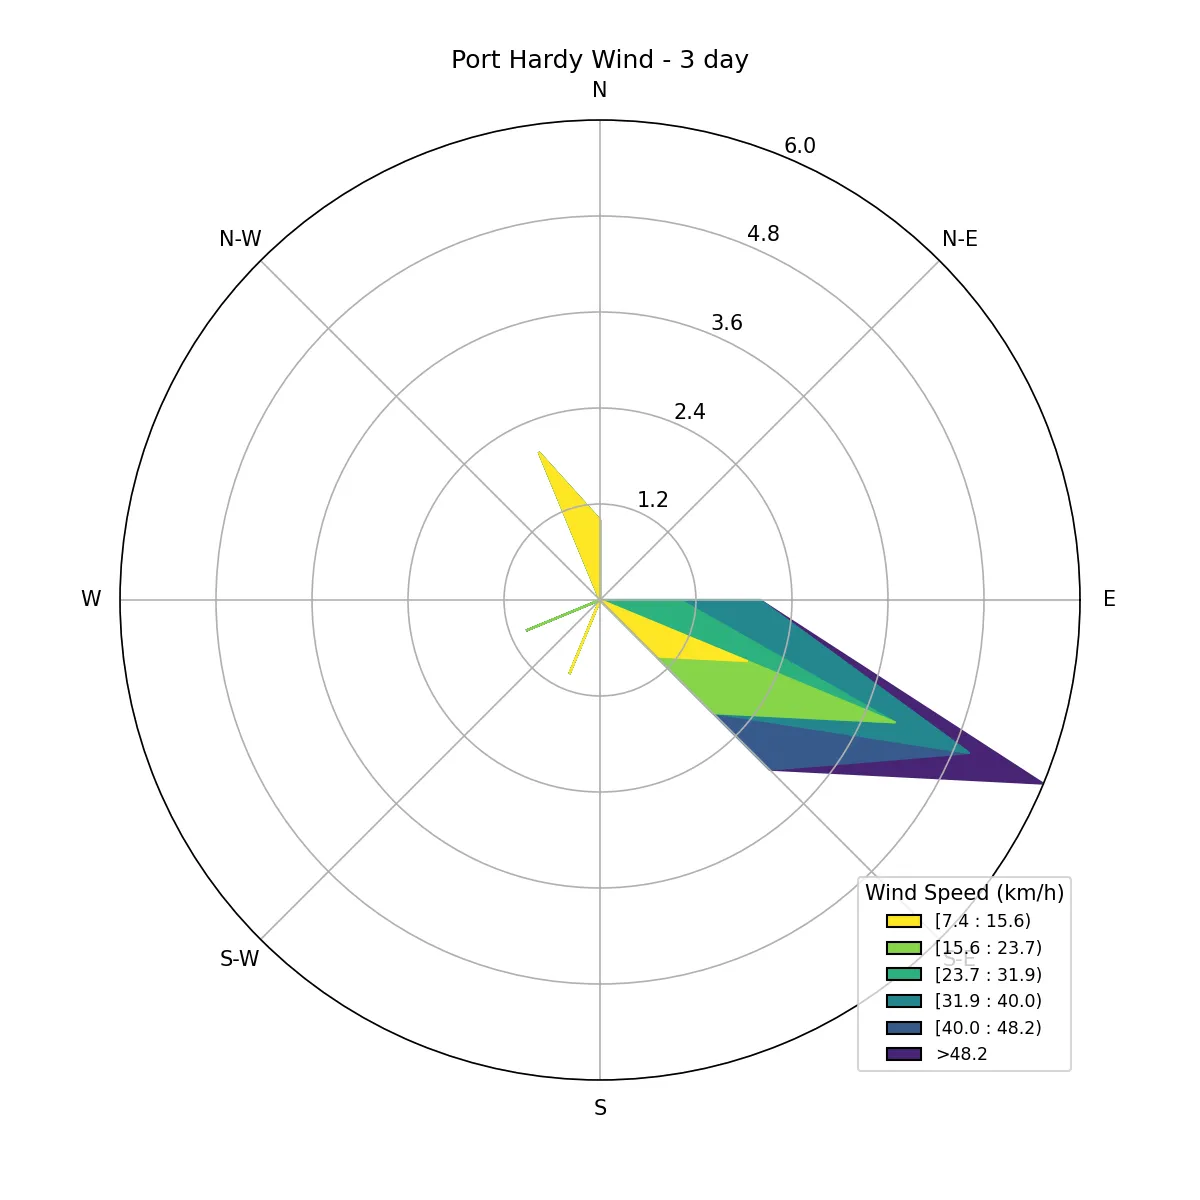 Port Hardy Wind - 3 day
N
6.0
N-W
4.8
N-E
3.6
2.4
1.2
W
E
S-W
S-E
S
Wind Speed (km/h)
[7.4 : 15.6)
[15.6 : 23.7)
[23.7 : 31.9)
[31.9 : 40.0)
[40.0 : 48.2)
>48.2